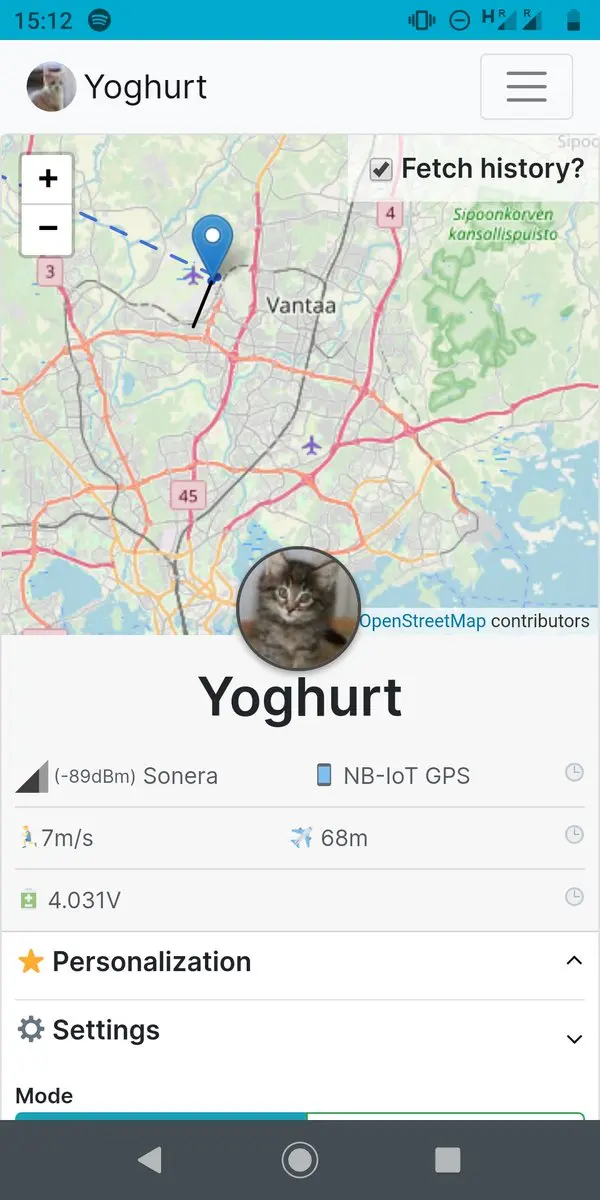 15:12
H R R
Yoghurt
+
−
Fetch history?
4
Sipoonkorven
kansallispuisto
3
Vantaa
45
OpenStreetMap contributors
Yoghurt
(-89dBm) Sonera
NB-IoT GPS
7m/s
68m
4.031V
Personalization
Settings
Mode